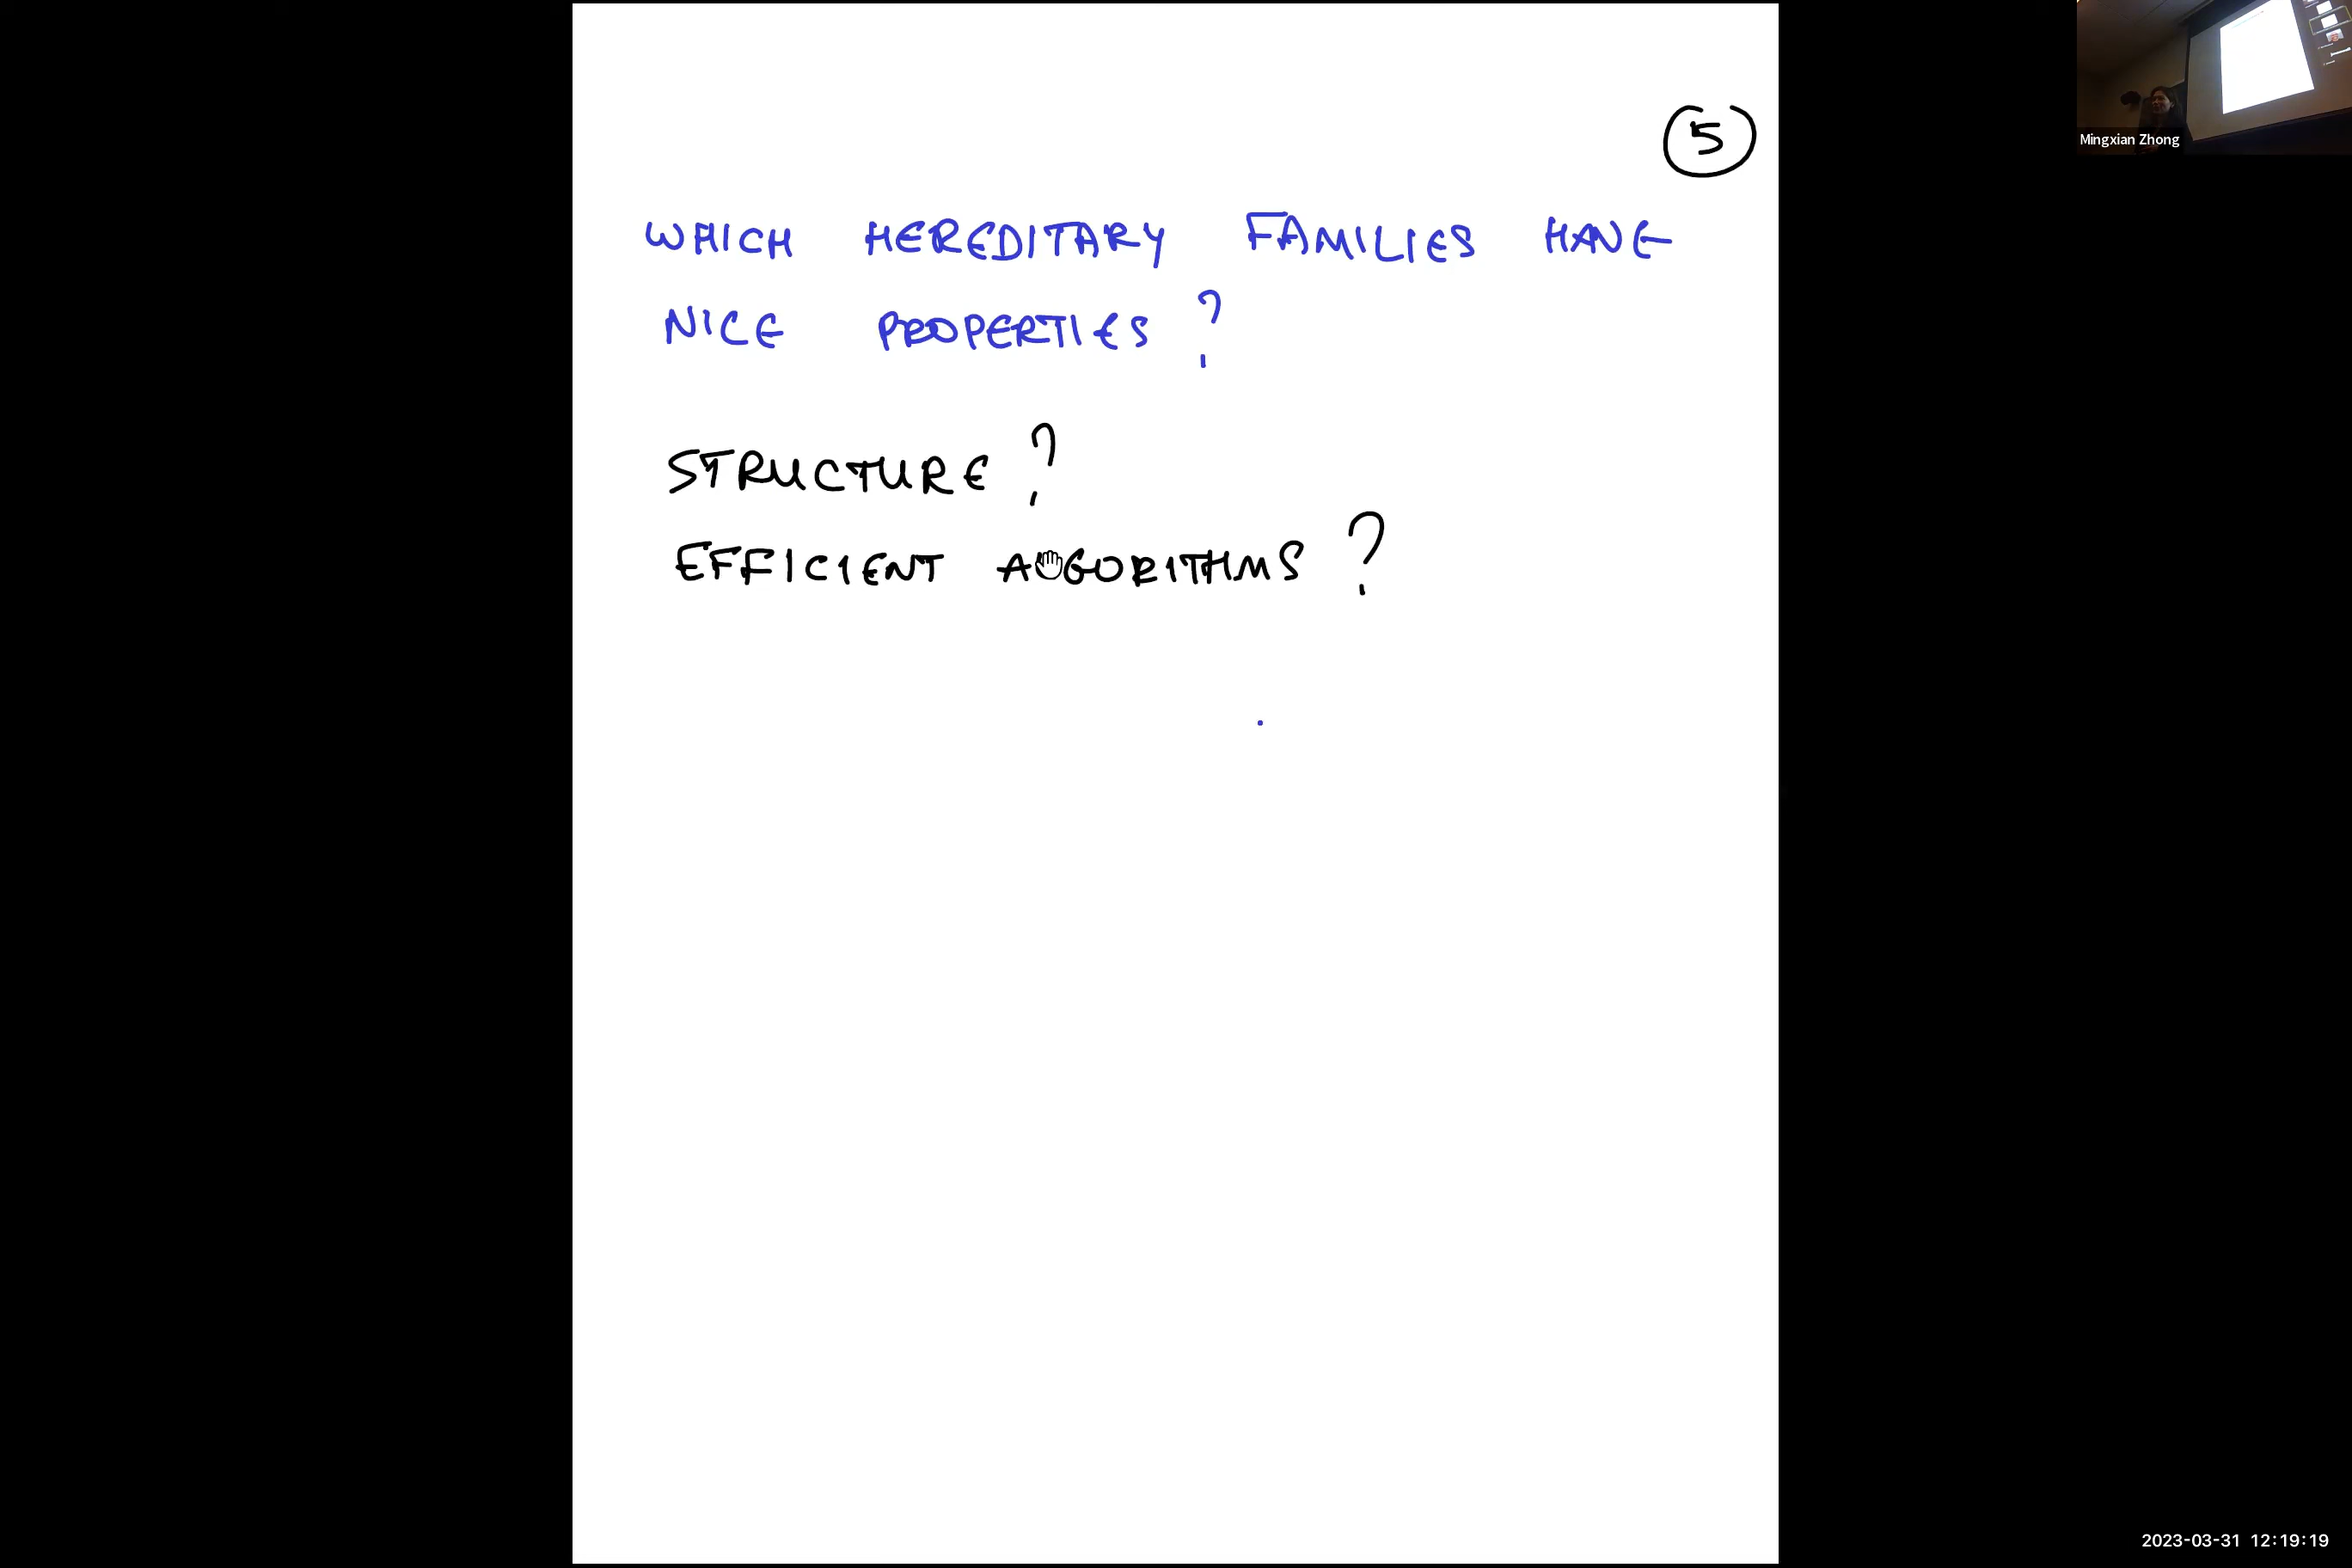 5
WHICH HEREDITARY FAMILIES HAVE
NICE PROPERTIES?
STRUCTURE?
EFFICIENT ALGORITHMS?
Mingxian Zhong
2023-03-31 12:19:19